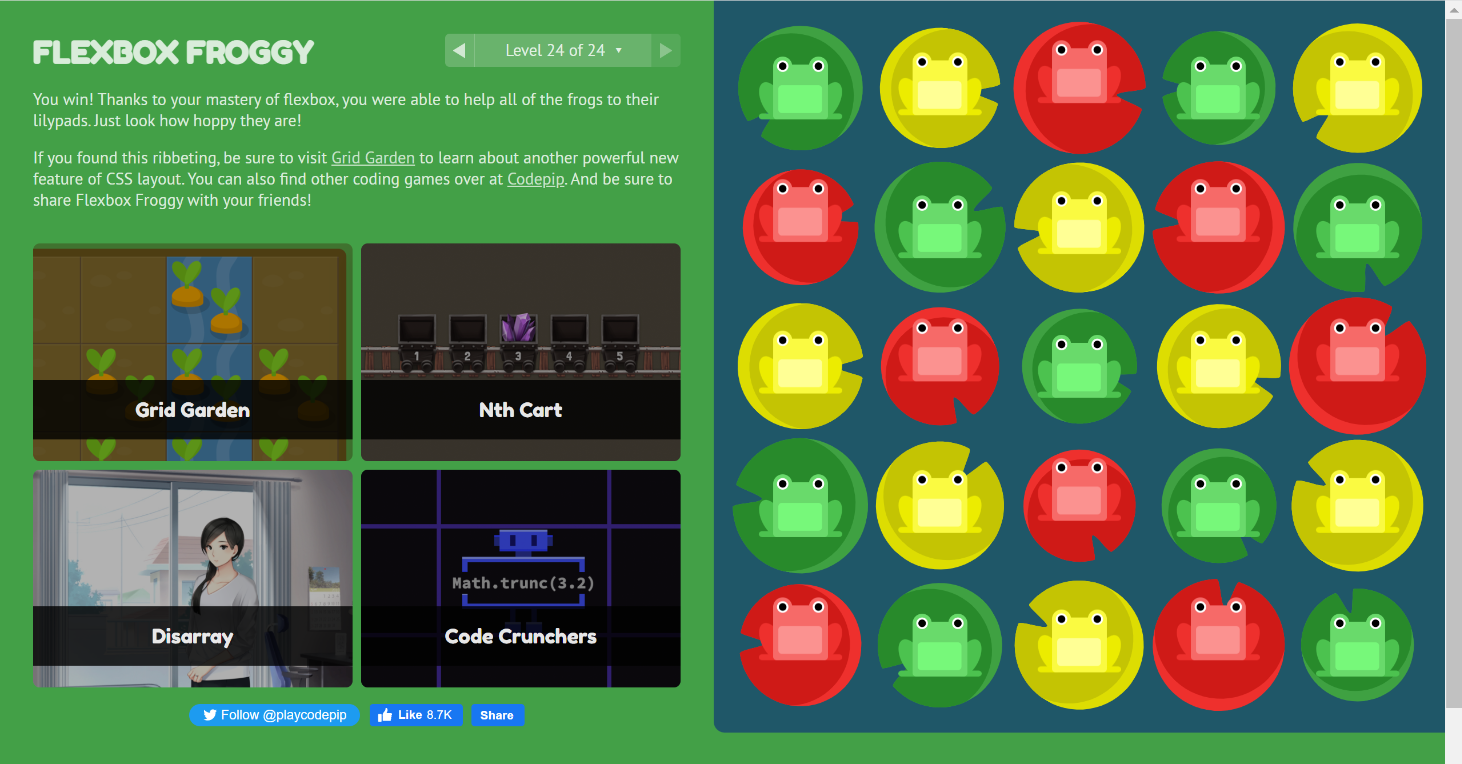 FLEXBOX FROGGY
Level 24 of 24
You win! Thanks to your mastery of flexbox, you were able to help all of the frogs to their
lilypads. Just look how hoppy they are!
If you found this ribbeting, be sure to visit Grid Garden to learn about another powerful new
feature of CSS layout. You can also find other coding games over at Codepip. And be sure to
share Flexbox Froggy with your friends!
1 2 3 4 5
Grid Garden
Nth Cart
Math.trunc(3.2)
Disarray
Code Crunchers
Follow @playcodepip
Like 8.7K
Share